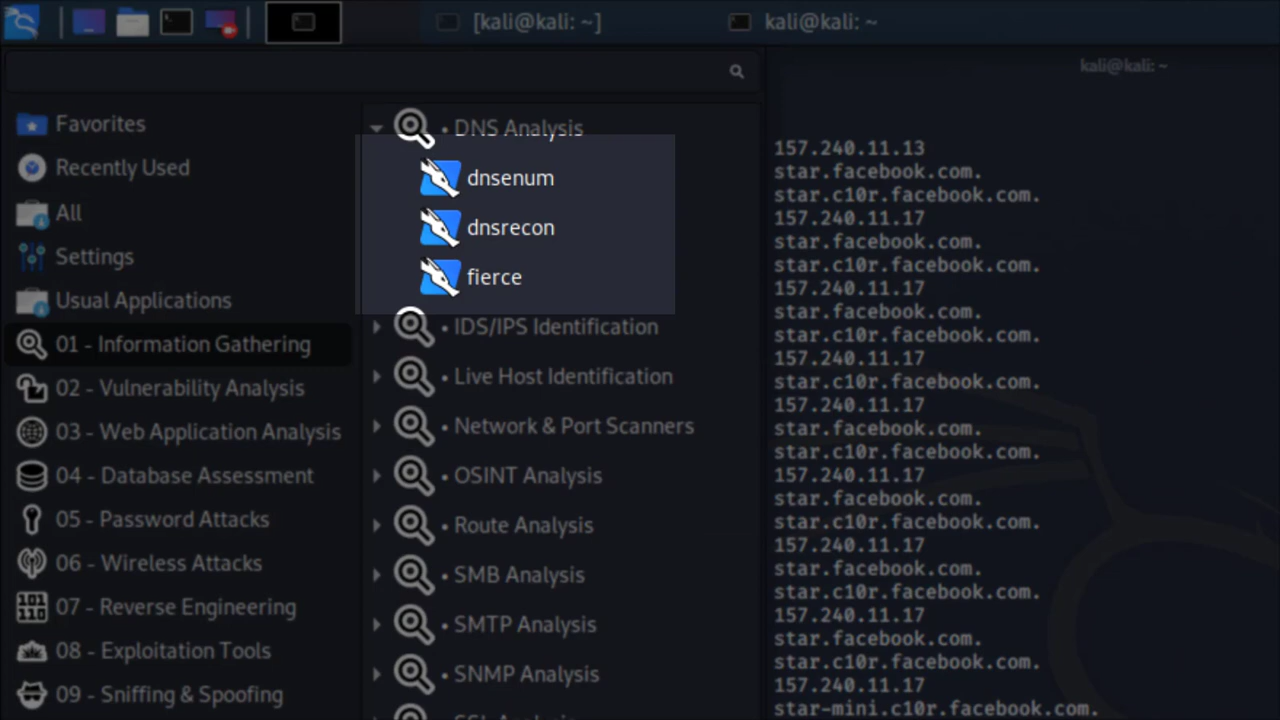 [kali@kali: ~]
kali@kali: ~
Favorites
Recently Used
All
Settings
Usual Applications
01 - Information Gathering
02 - Vulnerability Analysis
03 - Web Application Analysis
04 - Database Assessment
05 - Password Attacks
06 - Wireless Attacks
07 - Reverse Engineering
08 - Exploitation Tools
09 - Sniffing & Spoofing
• DNS Analysis
dnsenum
dnsrecon
fierce
• IDS/IPS Identification
• Live Host Identification
• Network & Port Scanners
• OSINT Analysis
• Route Analysis
• SMB Analysis
• SMTP Analysis
• SNMP Analysis
kali@kali: ~
157.240.11.13
star.facebook.com.
star.c10r.facebook.com.
157.240.11.17
star.facebook.com.
star.c10r.facebook.com.
157.240.11.17
star.facebook.com.
star.c10r.facebook.com.
157.240.11.17
star.c10r.facebook.com.
157.240.11.17
star.facebook.com.
star.c10r.facebook.com.
157.240.11.17
star.facebook.com.
star.c10r.facebook.com.
157.240.11.17
star.facebook.com.
star.c10r.facebook.com.
157.240.11.17
star.facebook.com.
star.c10r.facebook.com.
157.240.11.17
star-mini.c10r.facebook.com.